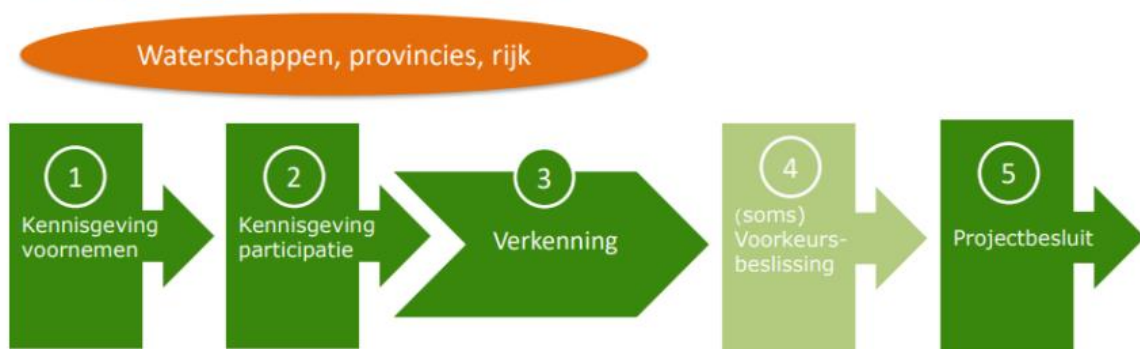 Waterschappen, provincies, rijk
1
Kennisgeving
voornemen
2
Kennisgeving
participatie
3
Verkenning
4
(soms)
Voorkeurs-
beslissing
5
Projectbesluit